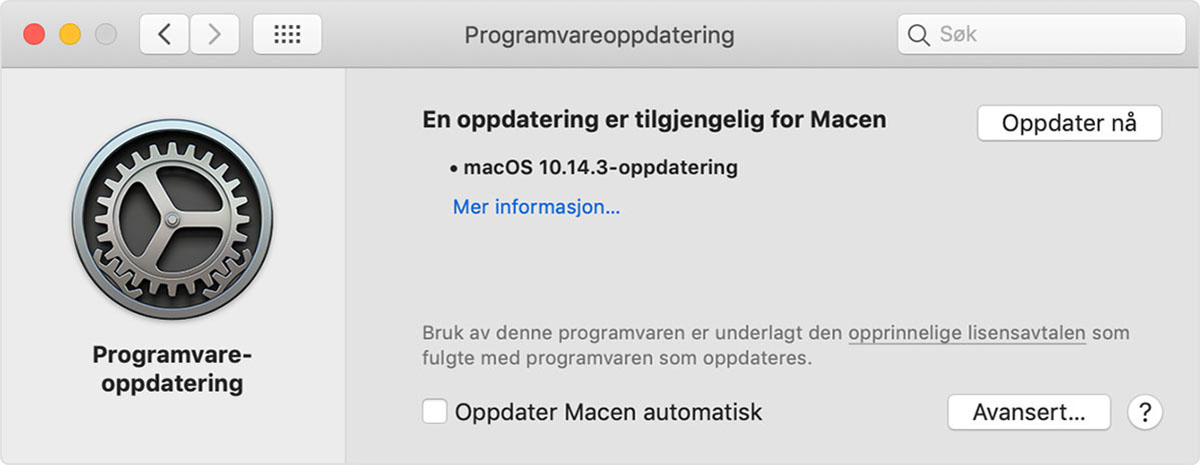 Programvareoppdatering
Søk
Programvare-
oppdatering
En oppdatering er tilgjengelig for Macen
Oppdater nå
• macOS 10.14.3-oppdatering
Mer informasjon...
Bruk av denne programvaren er underlagt den opprinnelige lisensavtalen som
fulgte med programvaren som oppdateres.
Oppdater Macen automatisk
Avansert...
?